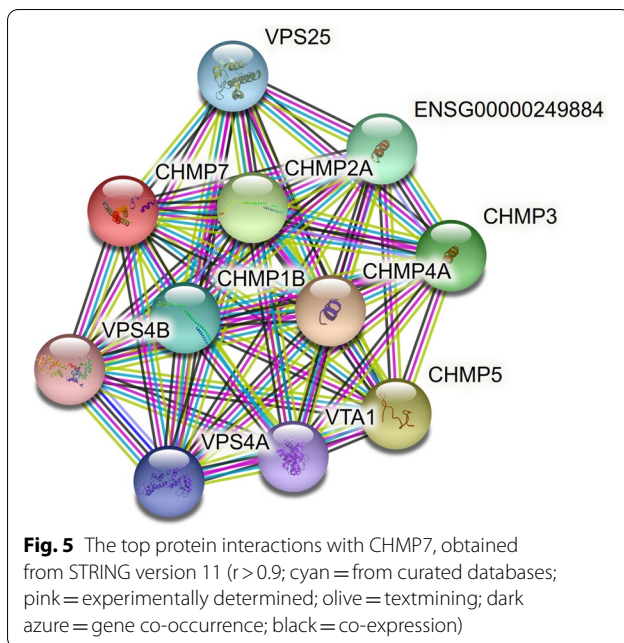 VPS25
ENSG00000249884
CHMP7
CHMP2A
CHMP3
CHMP1B
CHMP4A
VPS4B
CHMP5
VTA1
VPS4A
Fig. 5 The top protein interactions with CHMP7, obtained
from STRING version 11 (r > 0.9; cyan = from curated databases;
pink = experimentally determined; olive = textmining; dark
azure = gene co-occurrence; black = co-expression)